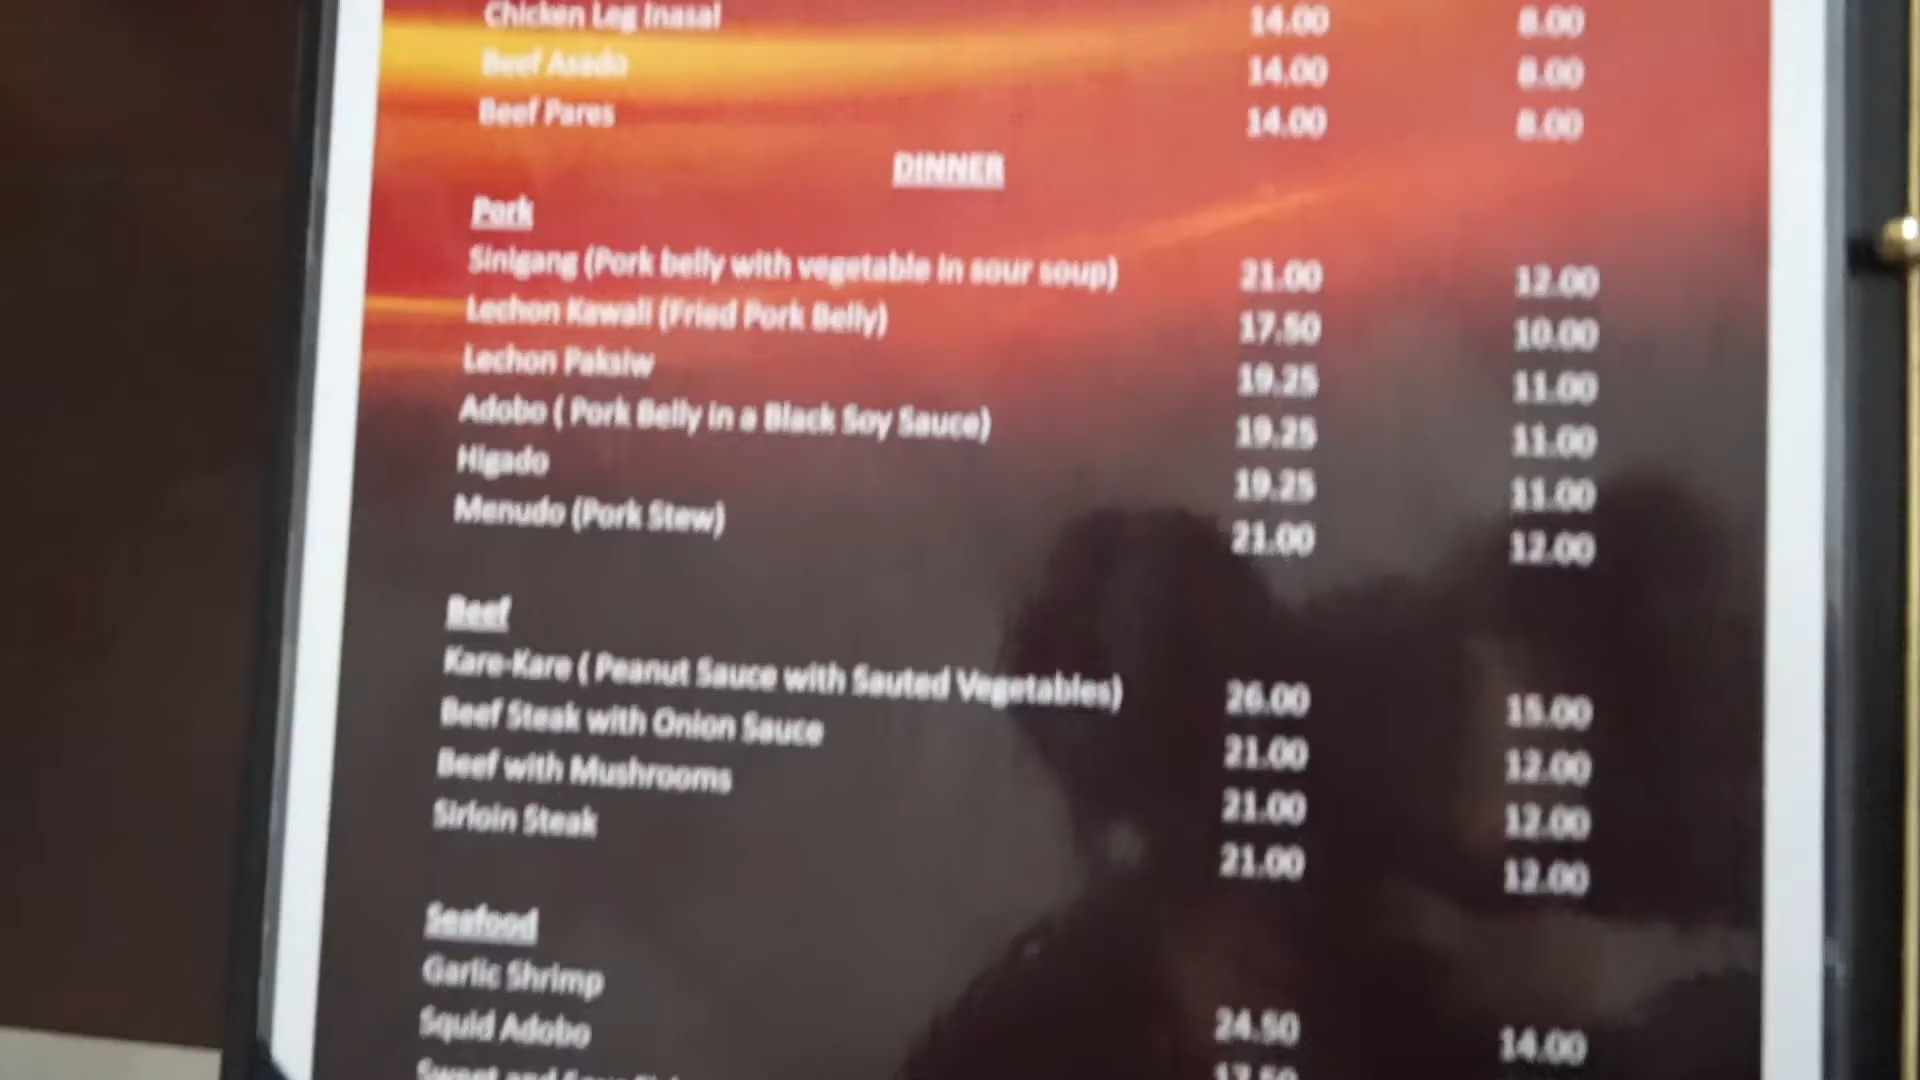 Chicken Leg Inasal 14.00 8.00
Beef Asado 14.00 8.00
Beef Pares 14.00 8.00
DINNER
Pork
Sinigang (Pork belly with vegetable in sour soup) 21.00 12.00
Lechon Kawali (Fried Pork Belly) 17.50 10.00
Lechon Paksiw 19.25 11.00
Adobo ( Pork Belly in a Black Soy Sauce) 19.25 11.00
Higado 19.25 11.00
Menudo (Pork Stew) 21.00 12.00
Beef
Kare-Kare ( Peanut Sauce with Sauted Vegetables) 26.00 15.00
Beef Steak with Onion Sauce 21.00 12.00
Beef with Mushrooms 21.00 12.00
Sirloin Steak 21.00 12.00
Seafood
Garlic Shrimp 24.50 14.00
Squid Adobo 17.50
Sweet and Sour